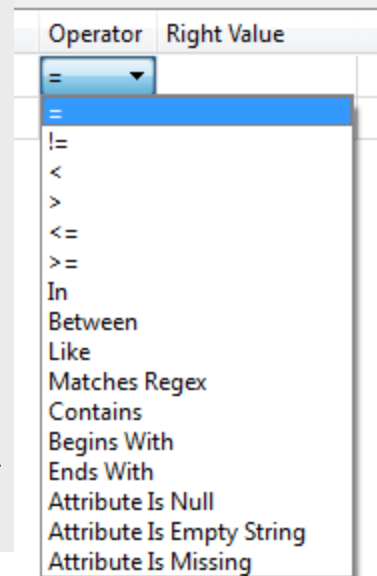 Operator Right Value
=
=
!=
<
>
<=
>=
In
Between
Like
Matches Regex
Contains
Begins With
Ends With
Attribute Is Null
Attribute Is Empty String
Attribute Is Missing